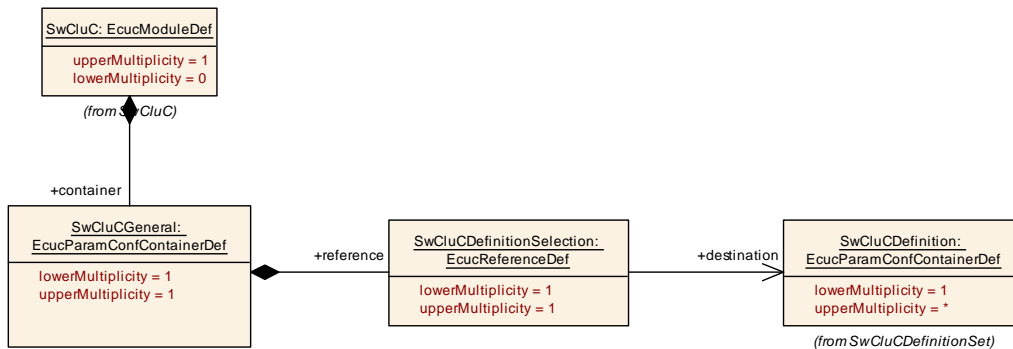 SwCluC: EcucModuleDef
upperMultiplicity = 1
lowerMultiplicity = 0
(from SwCluC)
+container
SwCluCGeneral:
EcucParamConfContainerDef
lowerMultiplicity = 1
upperMultiplicity = 1
+reference
SwCluCDefinitionSelection:
EcucReferenceDef
lowerMultiplicity = 1
upperMultiplicity = 1
+destination
SwCluCDefinition:
EcucParamConfContainerDef
lowerMultiplicity = 1
upperMultiplicity = *
(from SwCluCDefinitionSet)